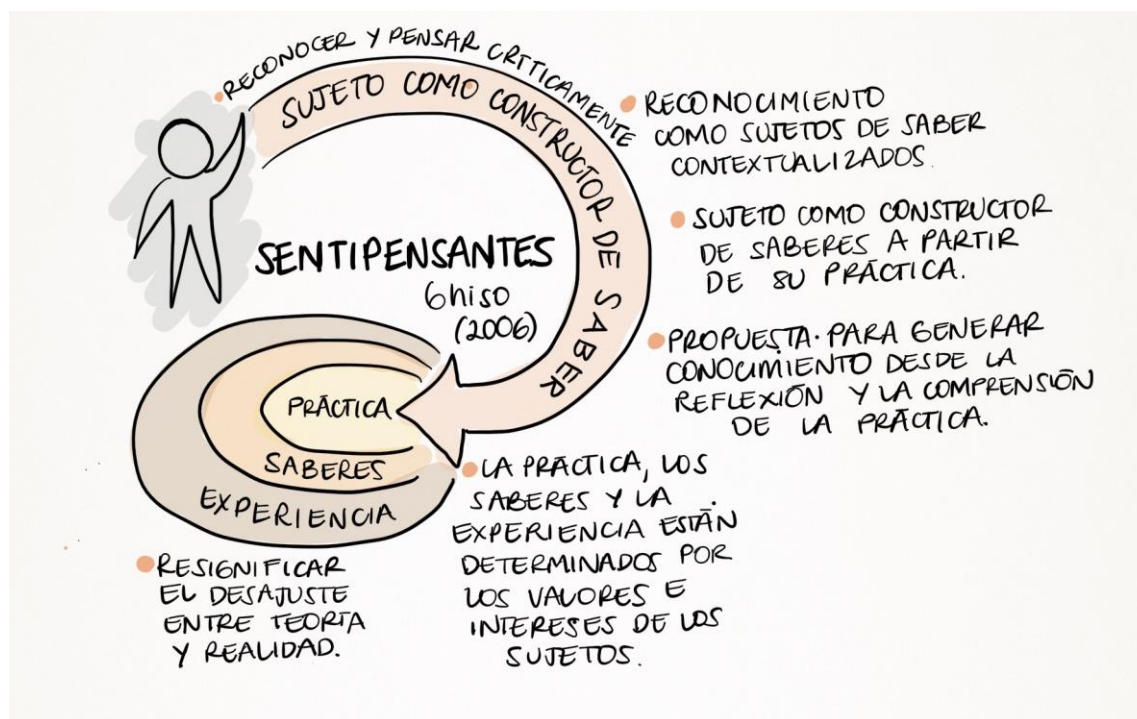 • RECONOCER Y PENSAR CRITICAMENTE
SUJETO COMO CONSTRUCTOR DE SABER
SENTIPENSANTES
Ghiso
(2006)
PRÁCTICA
SABERES
EXPERIENCIA
• RECONOCIMIENTO
COMO SUJETOS DE SABER
CONTEXTUALIZADOS.
• SUJETO COMO CONSTRUCTOR
DE SABERES A PARTIR
DE SU PRÁCTICA.
• PROPUESTA. PARA GENERAR
CONOCIMIENTO DESDE LA
REFLEXIÓN Y LA COMPRENSIÓN
DE LA PRÁCTICA.
• LA PRÁCTICA, LOS
SABERES Y LA
EXPERIENCIA ESTÁN
DETERMINADOS POR
LOS VALORES E
INTERESES DE LOS
SUJETOS.
• RESIGNIFICAR
EL DESAJUSTE
ENTRE TEORÍA
Y REALIDAD.